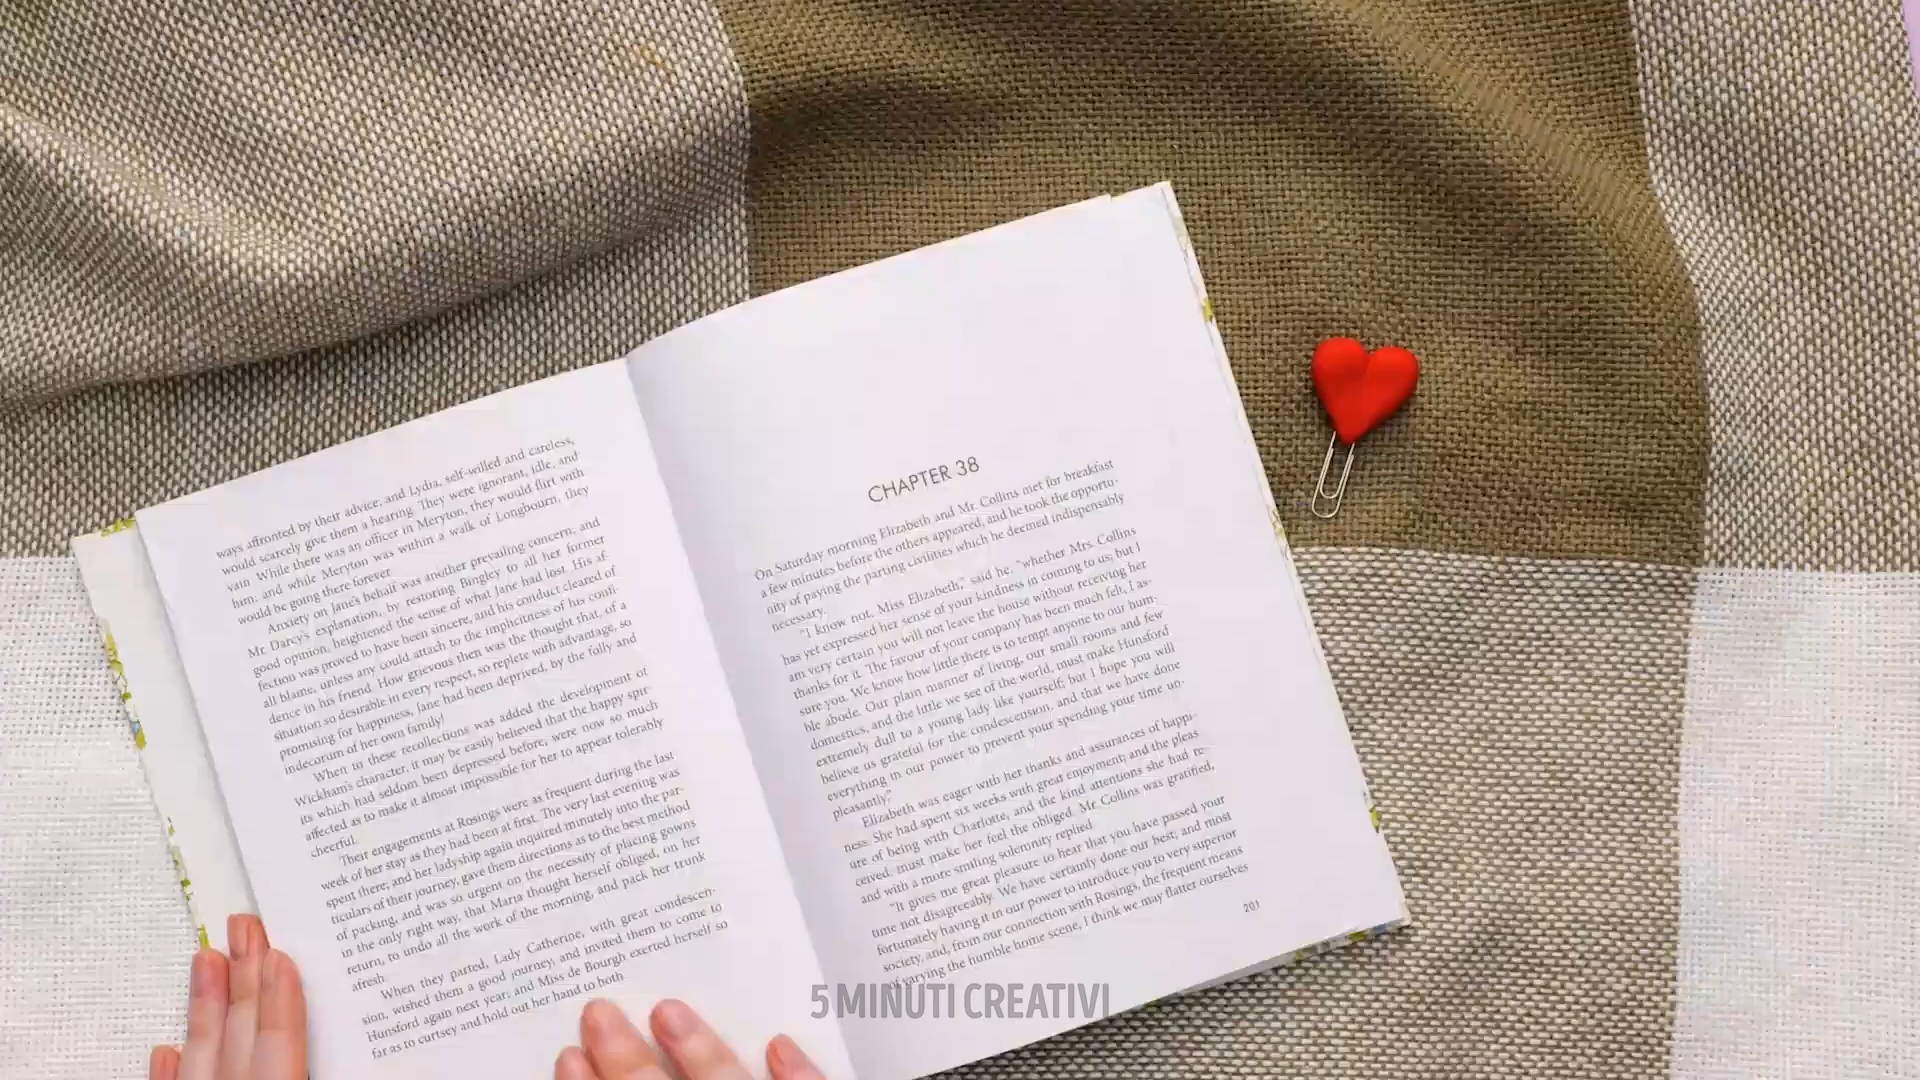 ways affronted by their advice, and Lydia, self-willed and careless,
would scarcely give them a hearing. They were ignorant, idle, and
vain. While there was an officer in Meryton, they would flirt with
him; and while Meryton was within a walk of Longbourn, they
would be going there forever.
Anxiety on Jane's behalf was another prevailing concern; and
Mr. Darcy's explanation, by restoring Bingley to all her former
good opinion, heightened the sense of what Jane had lost. His af-
fection was proved to have been sincere, and his conduct cleared of
all blame, unless any could attach to the implicitness of his confi-
dence in his friend. How grievous then was the thought that, of a
situation so desirable in every respect, so replete with advantage, so
promising for happiness, Jane had been deprived, by the folly and
indecorum of her own family!
When to these recollections was added the development of
Wickham's character, it may be easily believed that the happy spir-
its which had seldom been depressed before, were now so much
affected as to make it almost impossible for her to appear tolerably
cheerful.
Their engagements at Rosings were as frequent during the last
week of her stay as they had been at first. The very last evening was
spent there; and her ladyship again inquired minutely into the par-
ticulars of their journey, gave them directions as to the best method
of packing, and was so urgent on the necessity of placing gowns
in the only right way, that Maria thought herself obliged, on her
return, to undo all the work of the morning, and pack her trunk
afresh.
When they parted, Lady Catherine, with great condescen-
sion, wished them a good journey, and invited them to come to
Hunsford again next year; and Miss de Bourgh exerted herself so
far as to curtsey and hold out her hand to both
CHAPTER 38
On Saturday morning Elizabeth and Mr. Collins met for breakfast
a few minutes before the others appeared; and he took the opportu-
nity of paying the parting civilities which he deemed indispensably
necessary.
"I know not, Miss Elizabeth," said he, "whether Mrs. Collins
has yet expressed her sense of your kindness in coming to us; but I
am very certain you will not leave the house without receiving her
thanks for it. The favour of your company has been much felt, I as-
sure you. We know how little there is to tempt anyone to our hum-
ble abode. Our plain manner of living, our small rooms and few
domestics, and the little we see of the world, must make Hunsford
extremely dull to a young lady like yourself; but I hope you will
believe us grateful for the condescension, and that we have done
everything in our power to prevent your spending your time un-
pleasantly."
Elizabeth was eager with her thanks and assurances of happi-
ness. She had spent six weeks with great enjoyment; and the pleas
ure of being with Charlotte, and the kind attentions she had re-
ceived, must make her feel the obliged. Mr. Collins was gratified,
and with a more smiling solemnity replied
"It gives me great pleasure to hear that you have passed your
time not disagreeably. We have certainly done our best; and most
fortunately having it in our power to introduce you to very superior
society, and, from our connection with Rosings, the frequent means
of varying the humble home scene, I think we may flatter ourselves
201
5 MINUTI CREATIVI